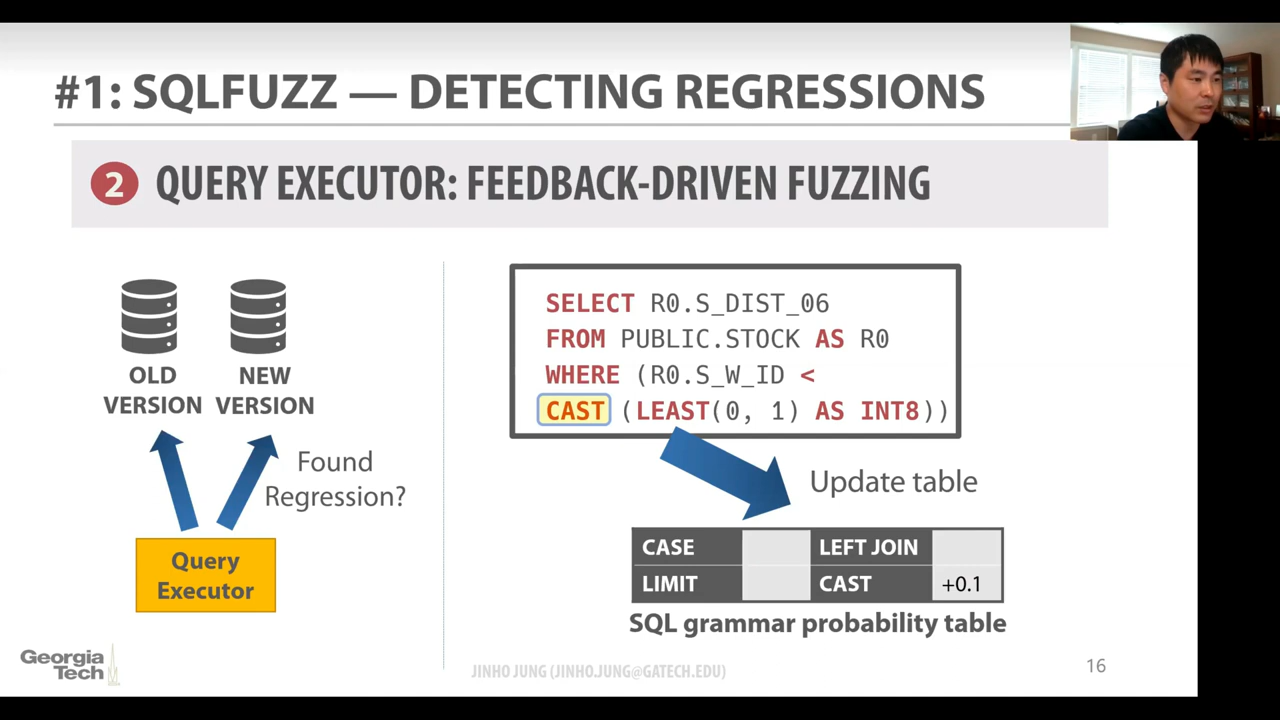 #1: SQLFUZZ — DETECTING REGRESSIONS
2 QUERY EXECUTOR: FEEDBACK-DRIVEN FUZZING
OLD VERSION
NEW VERSION
Found
Regression?
Query
Executor
SELECT R0.S_DIST_06
FROM PUBLIC.STOCK AS R0
WHERE (R0.S_W_ID <
CAST (LEAST(0, 1) AS INT8))
Update table
CASE LEFT JOIN
LIMIT CAST +0.1
SQL grammar probability table
Georgia
Tech
JINHO JUNG (JINHO.JUNG@GATECH.EDU)
16